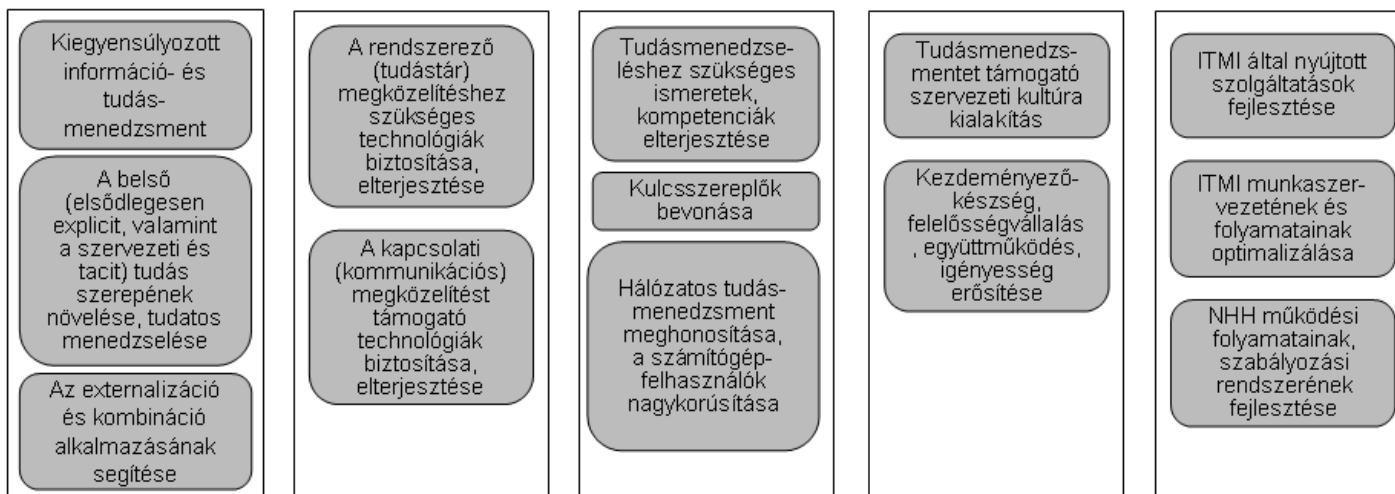 Kiegyensúlyozott
információ- és
tudás-
menedzsment
A belső
(elsődlegesen
explicit, valamint
a szervezeti és
tacit) tudás
szerepének
növelése, tudatos
menedzselése
Az externalizáció
és kombináció
alkalmazásának
segítése
A rendszerező
(tudástár)
megközelítéshez
szükséges
technológiák
biztosítása,
elterjesztése
A kapcsolati
(kommunikációs)
megközelítést
támogató
technológiák
biztosítása,
elterjesztése
Tudásmenedzse-
léshez szükséges
ismeretek,
kompetenciák
elterjesztése
Kulcsszereplők
bevonása
Hálózatos tudás-
menedzsment
meghonosítása,
a számítógép-
felhasználók
nagykorúsítása
Tudásmenedzs-
mentet támogató
szervezeti kultúra
kialakítás
Kezdeményező-
készség,
felelősségvállalás
, együttműködés,
igényesség
erősítése
ITMI által nyújtott
szolgáltatások
fejlesztése
ITMI munkaszer-
vezetének és
folyamatainak
optimalizálása
NHH működési
folyamatainak,
szabályozási
rendszerének
fejlesztése